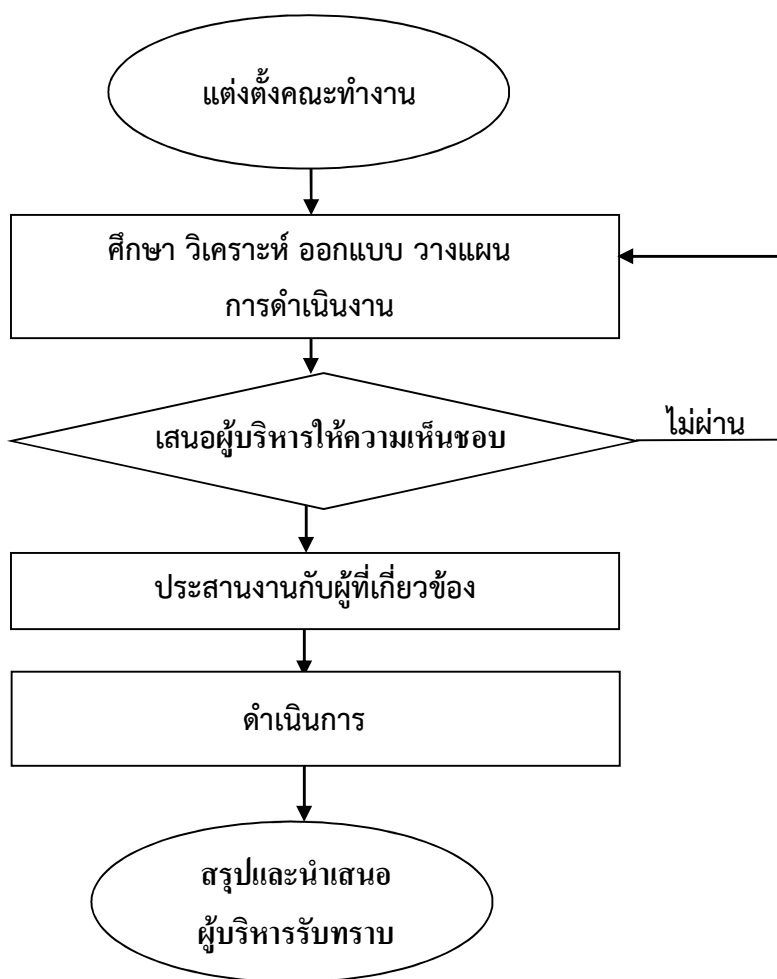 แต่งตั้งคณะทำงาน
ศึกษา วิเคราะห์ ออกแบบ วางแผน
การดำเนินงาน
เสนอผู้บริหารให้ความเห็นชอบ
ไม่ผ่าน
ประสานงานกับผู้ที่เกี่ยวข้อง
ดำเนินการ
สรุปและนำเสนอ
ผู้บริหารรับทราบ